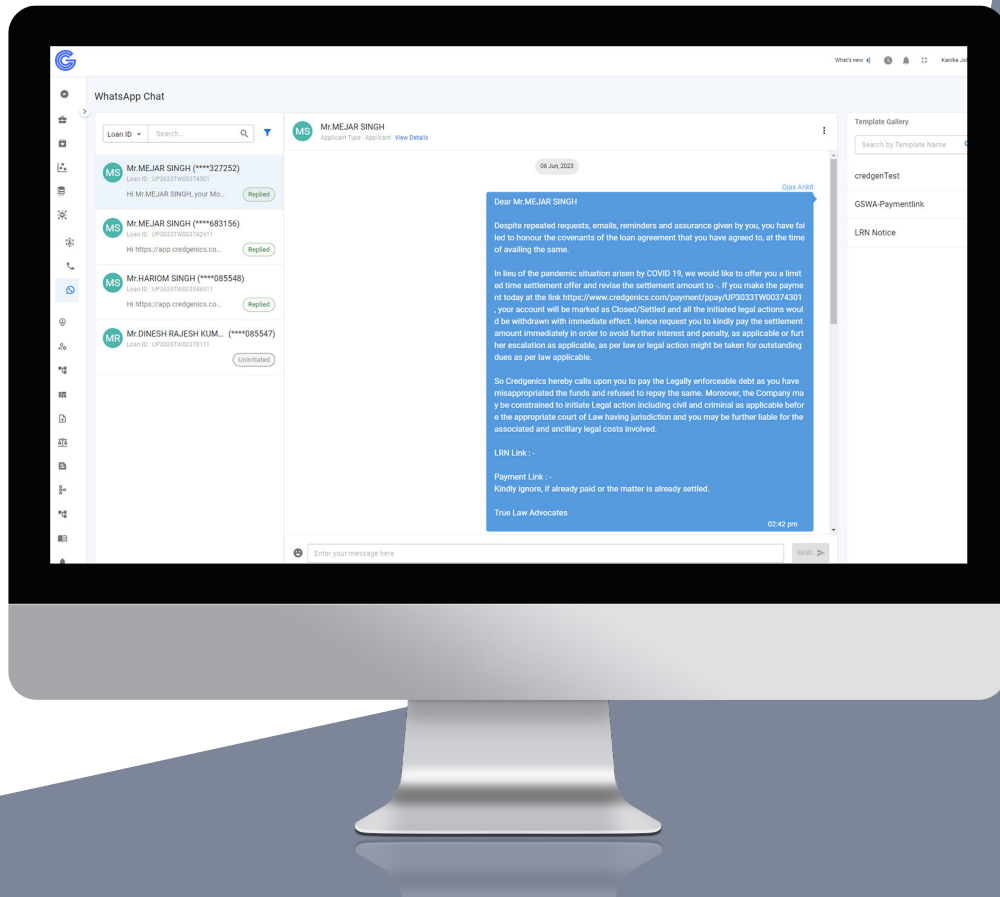 What's new
Kanika
WhatsApp Chat
Loan ID
Search...
MS
Mr.MEJAR SINGH (****327252)
Loan ID : UP3033TW00374301
Hi Mr.MEJAR SINGH, your Mo...
Replied
MS
Mr.MEJAR SINGH (****683156)
Loan ID : UP3033TW003742911
Hi https://app.credgenics.co...
Replied
MS
Mr.HARIOM SINGH (****085548)
Loan ID : UP3033TW003546911
Hi https://app.credgenics.co...
Replied
MR
Mr.DINESH RAJESH KUM... (****085547)
Loan ID : UP3035TW00370111
Uninitiated
MS
Mr.MEJAR SINGH
Applicant Type : Applicant View Details
06 Jun, 2023
Ojas Ankit
Dear Mr.MEJAR SINGH
Despite repeated requests, emails, reminders and assurance given by you, you have fai
led to honour the covenants of the loan agreement that you have agreed to, at the time
of availing the same.
In lieu of the pandemic situation arisen by COVID 19, we would like to offer you a limit
ed time settlement offer and revise the settlement amount to -. If you make the payme
nt today at the link https://www.credgenics.com/payment/ppay/UP3033TW00374301
, your account will be marked as Closed/Settled and all the initiated legal actions woul
d be withdrawn with immediate effect. Hence request you to kindly pay the settlement
amount immediately in order to avoid further interest and penalty, as applicable or furt
her escalation as applicable, as per law or legal action might be taken for outstanding
dues as per law applicable.
So Credgenics hereby calls upon you to pay the Legally enforceable debt as you have
misappropriated the funds and refused to repay the same. Moreover, the Company ma
y be constrained to initiate Legal action including civil and criminal as applicable befor
e the appropriate court of Law having jurisdiction and you may be further liable for the
associated and ancillary legal costs involved.
LRN Link : -
Payment Link : -
Kindly ignore, if already paid or the matter is already settled.
True Law Advocates
02:42 pm
Enter your message here
SEND
Template Gallery
Search by Template Name
credgenTest
GSWA-Paymentlink
LRN Notice